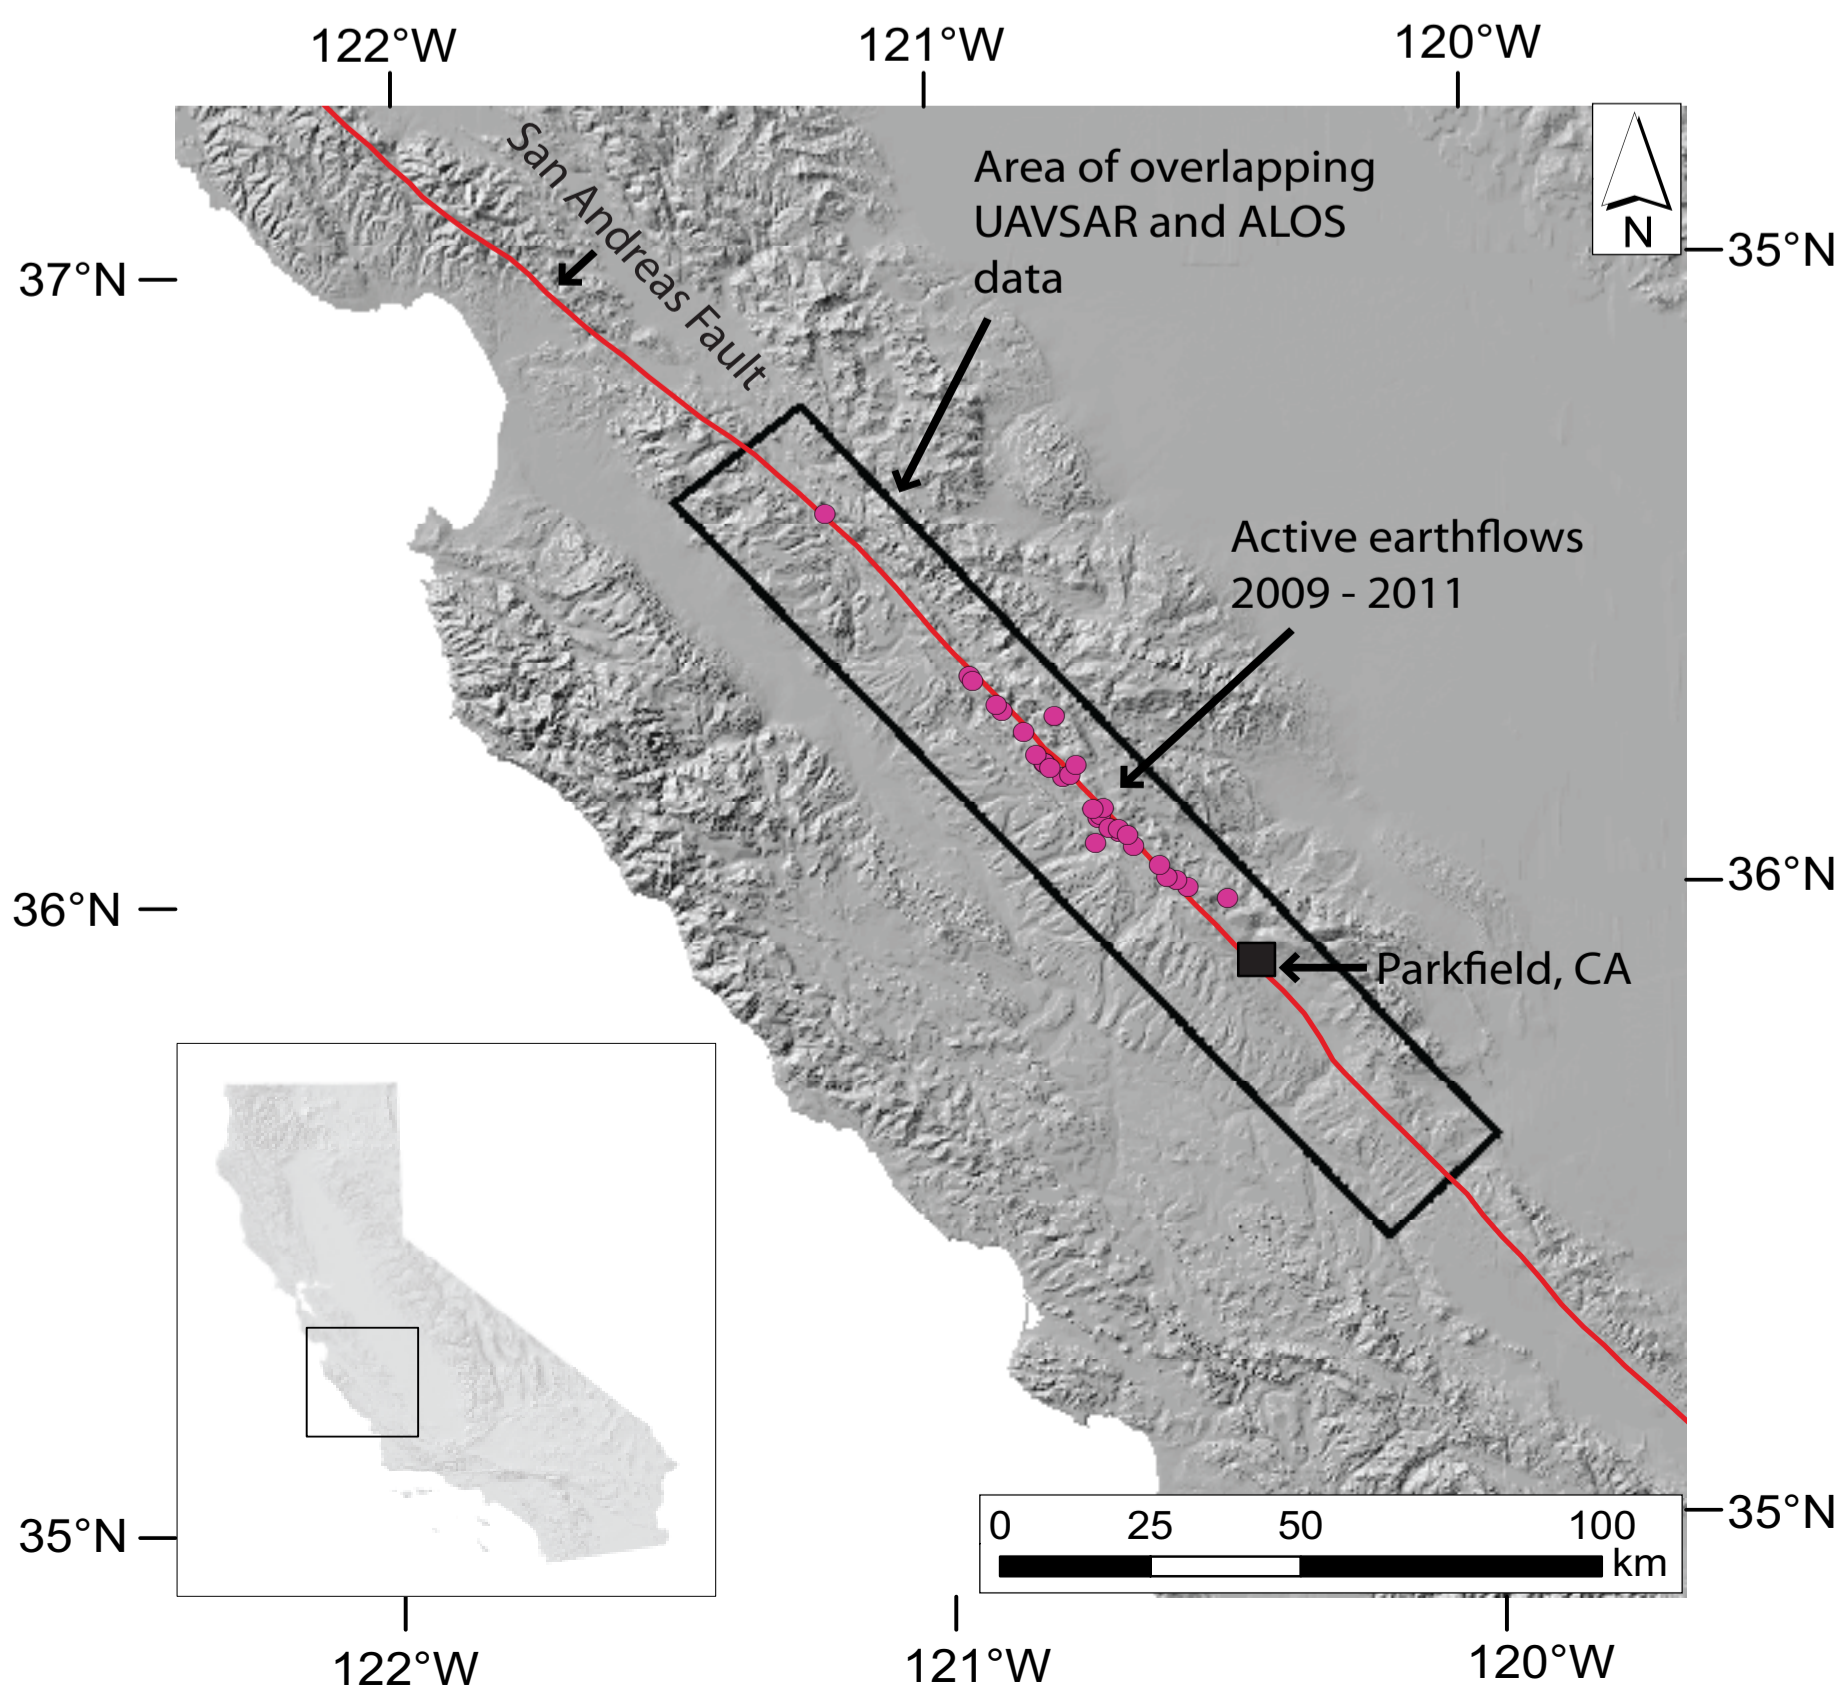 122°W
121°W
120°W
San Andreas Fault
Area of overlapping
UAVSAR and ALOS
data
N
37°N
35°N
Active earthflows
2009 - 2011
36°N
36°N
Parkfield, CA
35°N
35°N
0 25 50 100
km
122°W
121°W
120°W